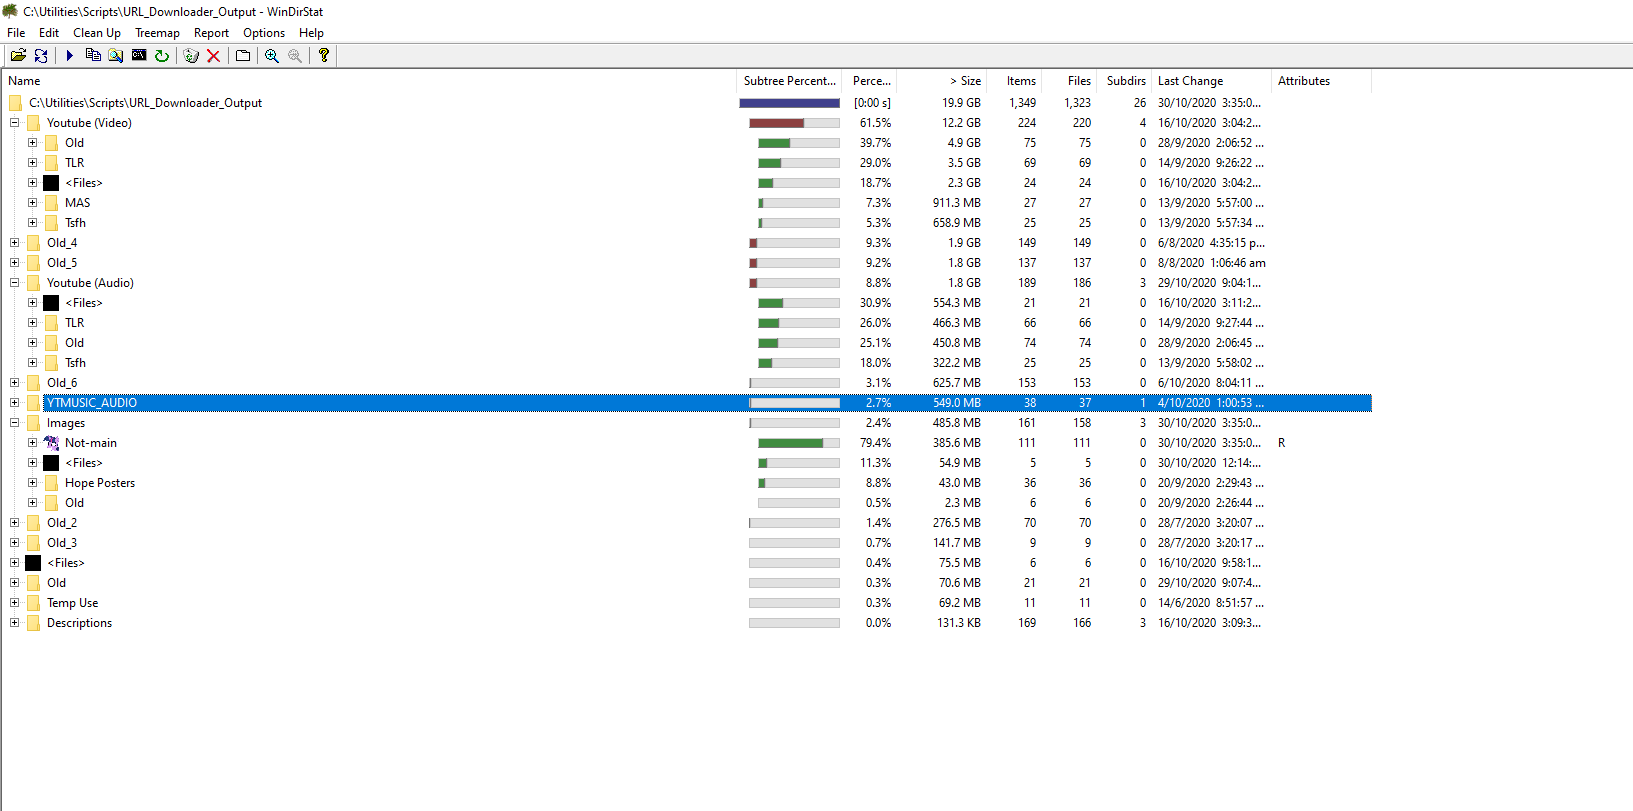 C:\Utilities\Scripts\URL_Downloader_Output - WinDirStat
File Edit Clean Up Treemap Report Options Help
Name Subtree Percent... Perce... > Size Items Files Subdirs Last Change Attributes
C:\Utilities\Scripts\URL_Downloader_Output [0:00 s] 19.9 GB 1,349 1,323 26 30/10/2020 3:35:0...
Youtube (Video) 61.5% 12.2 GB 224 220 4 16/10/2020 3:04:2...
Old 39.7% 4.9 GB 75 75 0 28/9/2020 2:06:52 ...
TLR 29.0% 3.5 GB 69 69 0 14/9/2020 9:26:22 ...
<Files> 18.7% 2.3 GB 24 24 0 16/10/2020 3:04:2...
MAS 7.3% 911.3 MB 27 27 0 13/9/2020 5:57:00 ...
Tsfh 5.3% 658.9 MB 25 25 0 13/9/2020 5:57:34 ...
Old_4 9.3% 1.9 GB 149 149 0 6/8/2020 4:35:15 p...
Old_5 9.2% 1.8 GB 137 137 0 8/8/2020 1:06:46 am
Youtube (Audio) 8.8% 1.8 GB 189 186 3 29/10/2020 9:04:1...
<Files> 30.9% 554.3 MB 21 21 0 16/10/2020 3:11:2...
TLR 26.0% 466.3 MB 66 66 0 14/9/2020 9:27:44 ...
Old 25.1% 450.8 MB 74 74 0 28/9/2020 2:06:45 ...
Tsfh 18.0% 322.2 MB 25 25 0 13/9/2020 5:58:02 ...
Old_6 3.1% 625.7 MB 153 153 0 6/10/2020 8:04:11 ...
YTMUSIC_AUDIO 2.7% 549.0 MB 38 37 1 4/10/2020 1:00:53 ...
Images 2.4% 485.8 MB 161 158 3 30/10/2020 3:35:0...
Not-main 79.4% 385.6 MB 111 111 0 30/10/2020 3:35:0... R
<Files> 11.3% 54.9 MB 5 5 0 30/10/2020 12:14:...
Hope Posters 8.8% 43.0 MB 36 36 0 20/9/2020 2:29:43 ...
Old 0.5% 2.3 MB 6 6 0 20/9/2020 2:26:44 ...
Old_2 1.4% 276.5 MB 70 70 0 28/7/2020 3:20:07 ...
Old_3 0.7% 141.7 MB 9 9 0 28/7/2020 3:20:17 ...
<Files> 0.4% 75.5 MB 6 6 0 16/10/2020 9:58:1...
Old 0.3% 70.6 MB 21 21 0 29/10/2020 9:07:4...
Temp Use 0.3% 69.2 MB 11 11 0 14/6/2020 8:51:57 ...
Descriptions 0.0% 131.3 KB 169 166 3 16/10/2020 3:09:3...